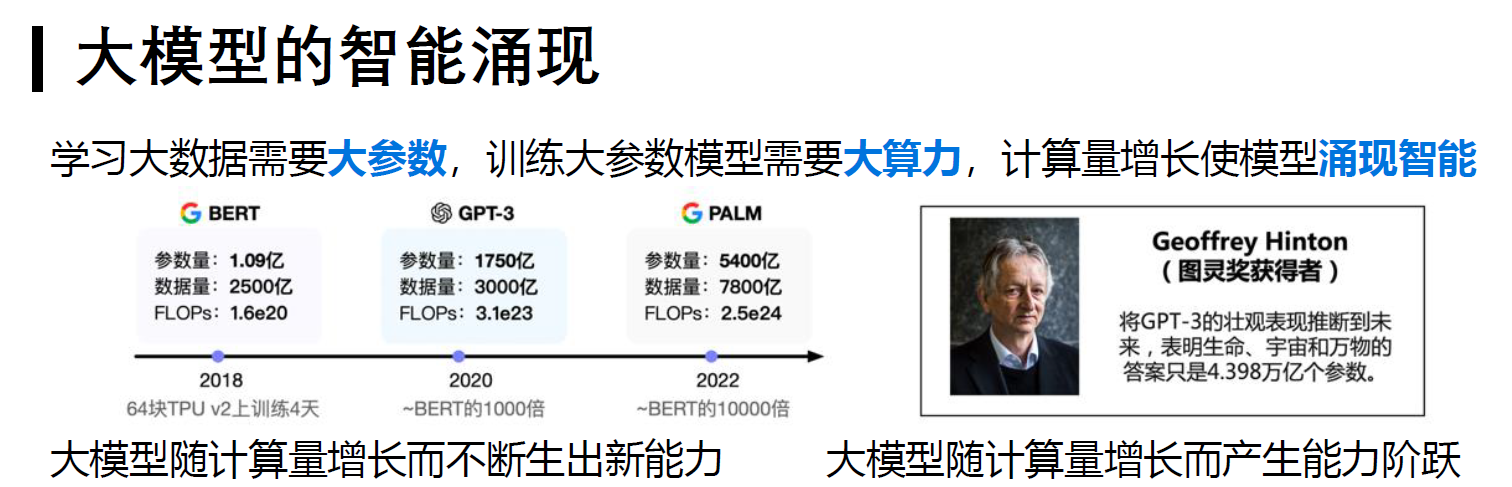 大模型的智能涌现
学习大数据需要大参数，训练大参数模型需要大算力，计算量增长使模型涌现智能
BERT
参数量：1.09亿
数据量：2500亿
FLOPs：1.6e20
GPT-3
参数量：1750亿
数据量：3000亿
FLOPs：3.1e23
PALM
参数量：5400亿
数据量：7800亿
FLOPs：2.5e24
2018
64块TPU v2上训练4天
2020
~BERT的1000倍
2022
~BERT的10000倍
Geoffrey Hinton
（图灵奖获得者）
将GPT-3的壮观表现推断到未
来，表明生命、宇宙和万物的
答案只是4.398万亿个参数。
大模型随计算量增长而不断生出新能力
大模型随计算量增长而产生能力阶跃